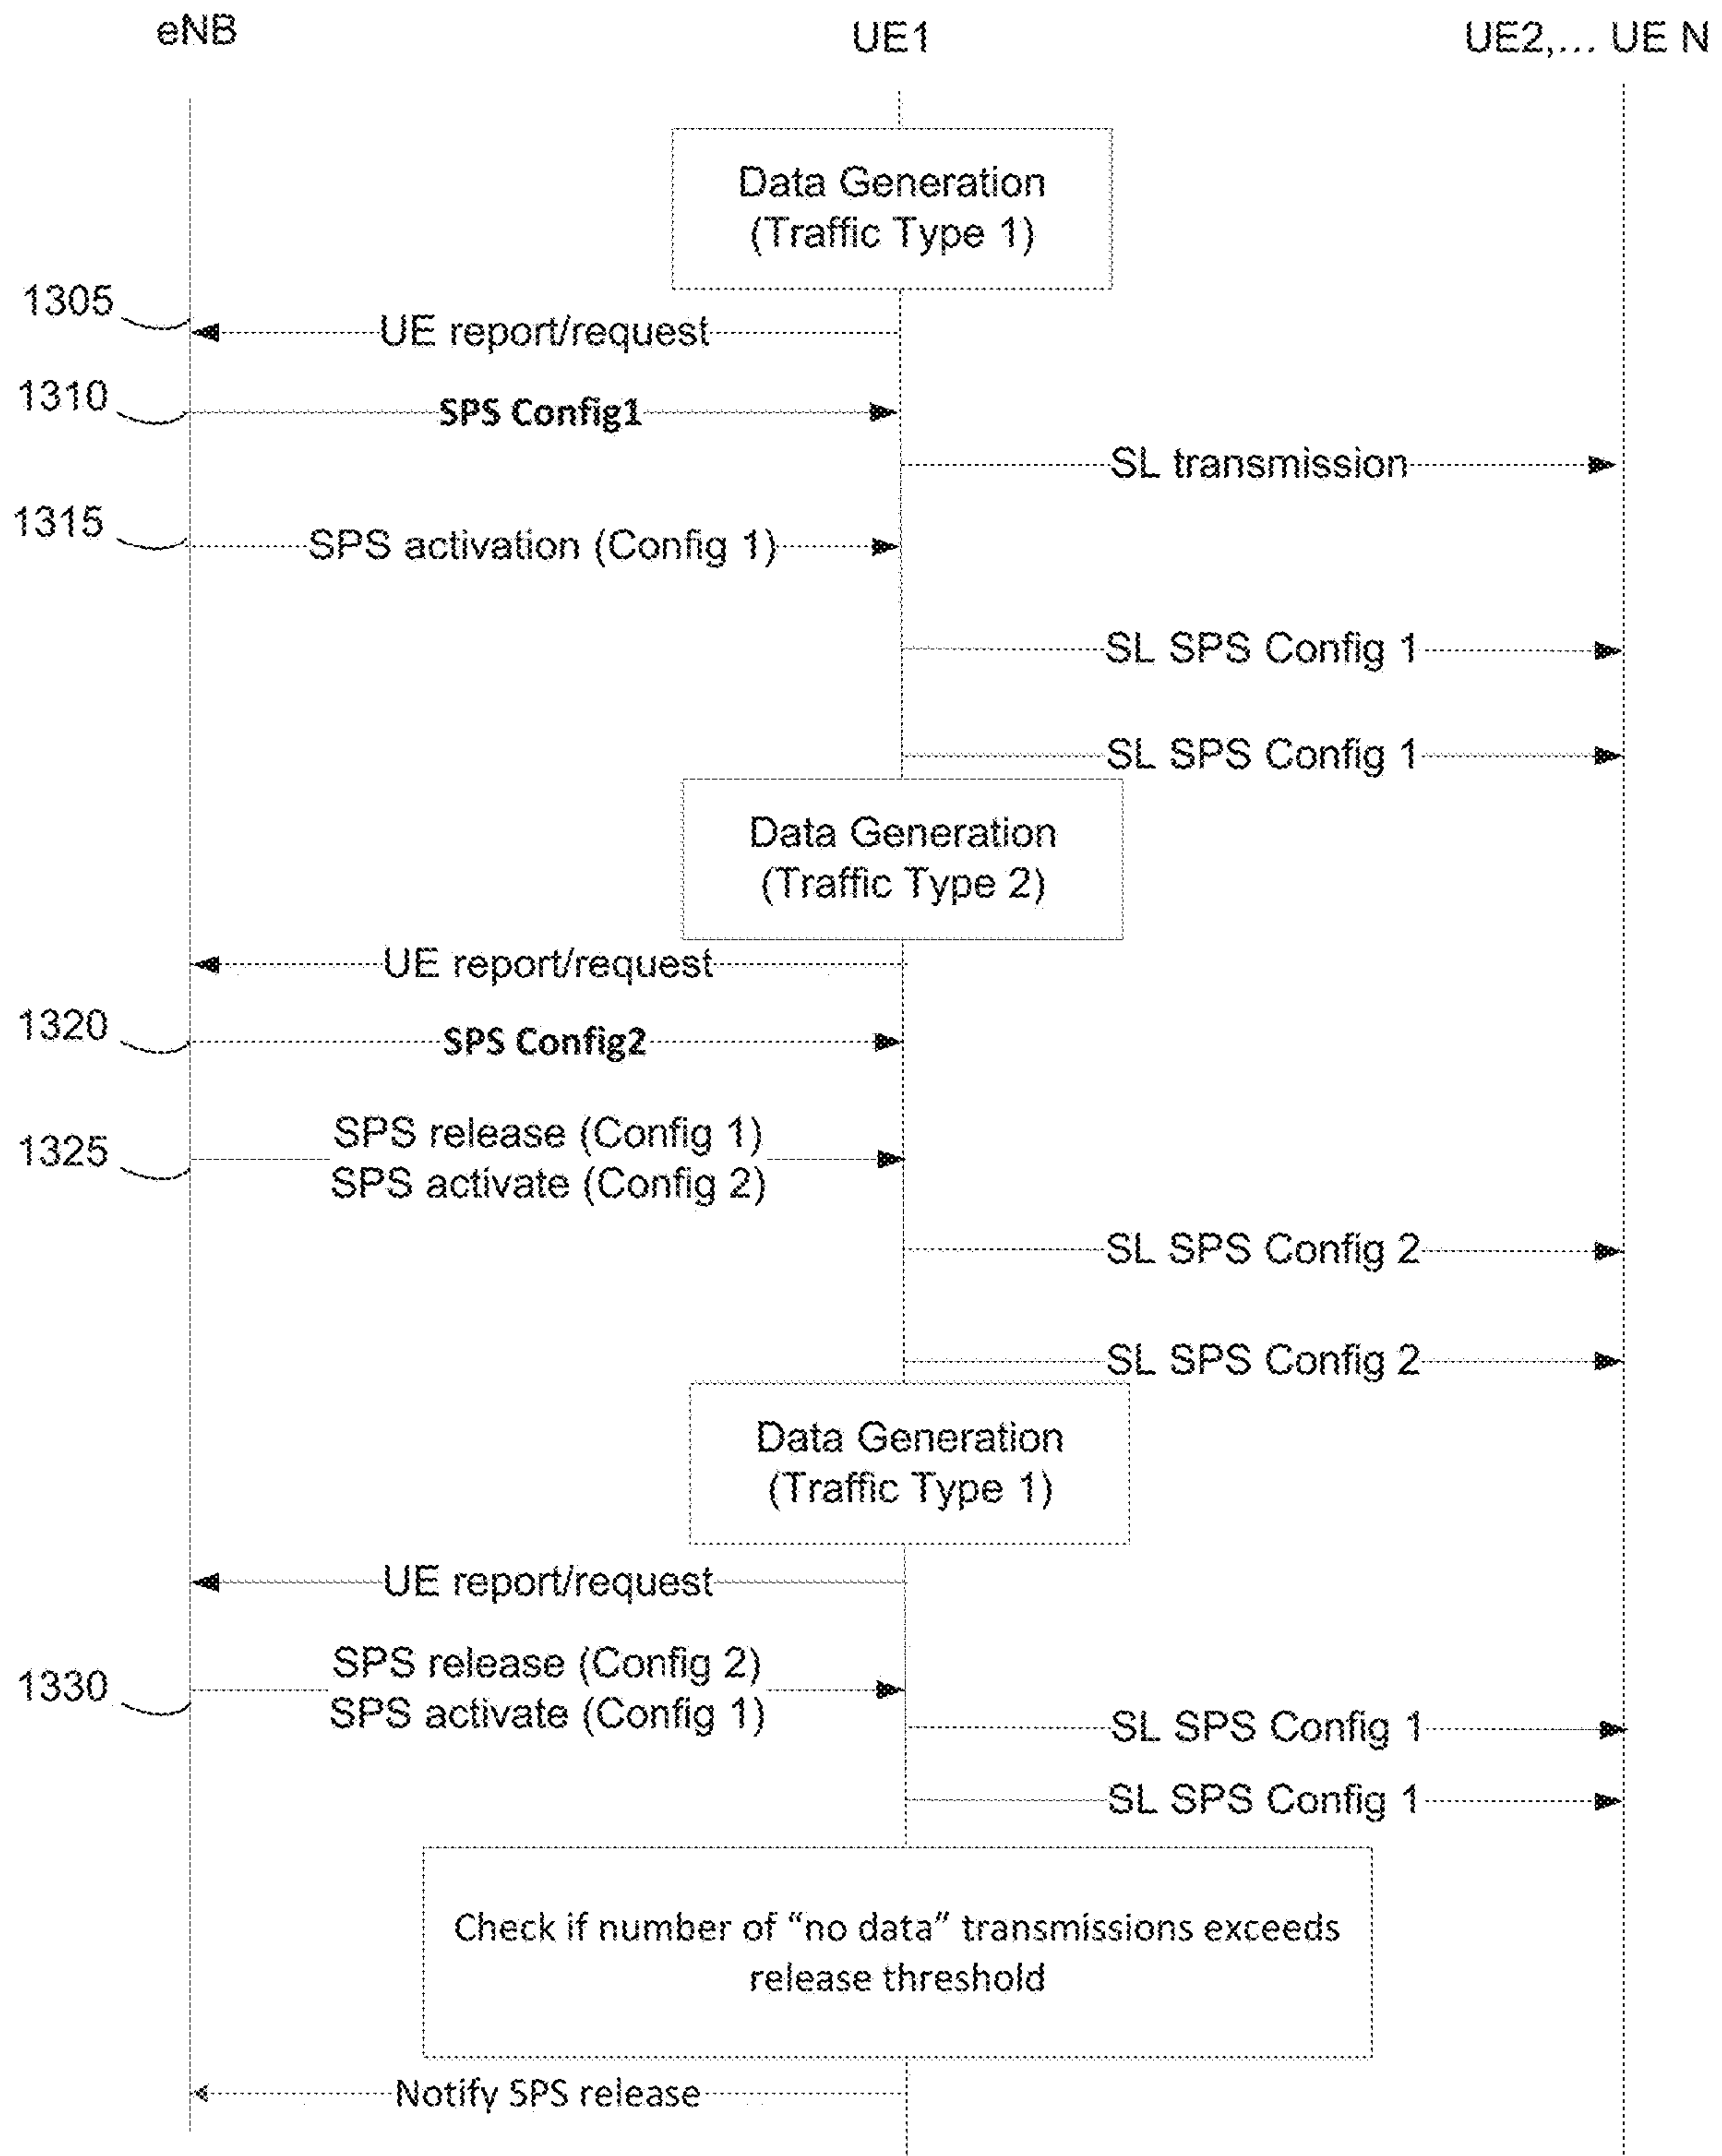 eNB
UE1
UE2,... UE N
Data Generation
(Traffic Type 1)
1305
UE report/request
1310
SPS Config1
SL transmission
1315
SPS activation (Config 1)
SL SPS Config 1
SL SPS Config 1
Data Generation
(Traffic Type 2)
UE report/request
1320
SPS Config2
1325
SPS release (Config 1)
SPS activate (Config 2)
SL SPS Config 2
SL SPS Config 2
Data Generation
(Traffic Type 1)
UE report/request
1330
SPS release (Config 2)
SPS activate (Config 1)
SL SPS Config 1
SL SPS Config 1
Check if number of “no data” transmissions exceeds
release threshold
Notify SPS release